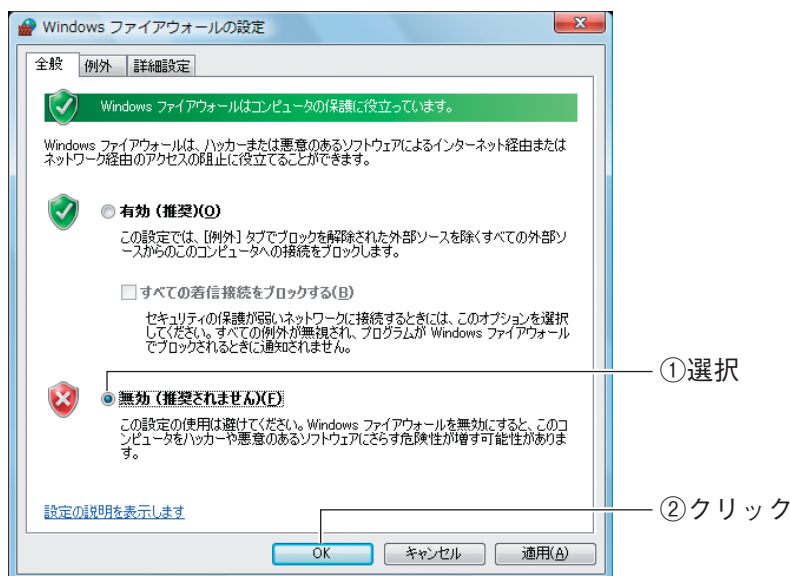 Windows ファイアウォールの設定
全般 例外 詳細設定
Windows ファイアウォールはコンピュータの保護に役立っています。
Windows ファイアウォールは、ハッカーまたは悪意のあるソフトウェアによるインターネット経由または
ネットワーク経由のアクセスの阻止に役立てることができます。
有効 (推奨)(O)
この設定では、[例外] タブでブロックを解除された外部ソースを除くすべての外部ソ
ースからのこのコンピュータへの接続をブロックします。
すべての着信接続をブロックする(B)
セキュリティの保護が弱いネットワークに接続するときには、このオプションを選択
してください。すべての例外が無視され、プログラムが Windows ファイアウォール
でブロックされるときに通知されません。
①選択
無効 (推奨されません)(F)
この設定の使用は避けてください。Windows ファイアウォールを無効にすると、このコ
ンピュータをハッカーや悪意のあるソフトウェアにさらす危険性が増す可能性がありま
す。
設定の説明を表示します
②クリック
OK キャンセル 適用(A)